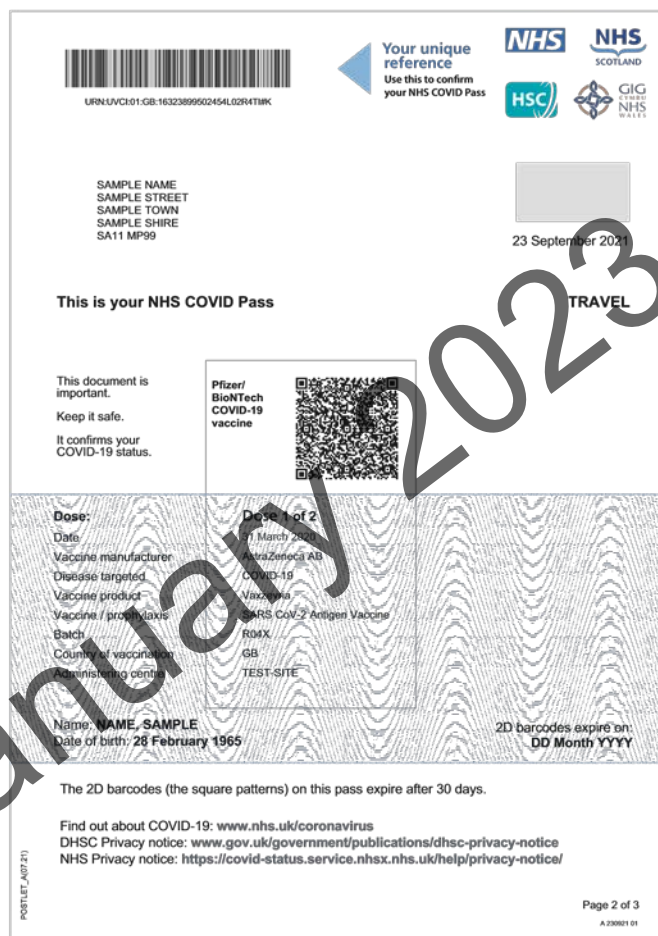 URN:UVCI:01:GB:16323899502454L02R4TI#K
Your unique
reference
Use this to confirm
your NHS COVID Pass
NHS
NHS
SCOTLAND
HSC
GIG
CYMRU
NHS
WALES
SAMPLE NAME
SAMPLE STREET
SAMPLE TOWN
SAMPLE SHIRE
SA11 MP99
23 September 2021
This is your NHS COVID Pass
TRAVEL
This document is
important.
Keep it safe.
It confirms your
COVID-19 status.
Pfizer/
BioNTech
COVID-19
vaccine
Dose: Dose 1 of 2
Date 31 March 2020
Vaccine manufacturer AstraZeneca AB
Disease targeted COVID-19
Vaccine product Vaxzevria
Vaccine / prophylaxis SARS CoV-2 Antigen Vaccine
Batch R04X
Country of vaccination GB
Administering centre TEST-SITE
Name: NAME, SAMPLE
Date of birth: 28 February 1965
2D barcodes expire on:
DD Month YYYY
The 2D barcodes (the square patterns) on this pass expire after 30 days.
Find out about COVID-19: www.nhs.uk/coronavirus
DHSC Privacy notice: www.gov.uk/government/publications/dhsc-privacy-notice
NHS Privacy notice: https://covid-status.service.nhsx.nhs.uk/help/privacy-notice/
POSTLET_A(07.21)
Page 2 of 3
A 230921 01
anuary 2023